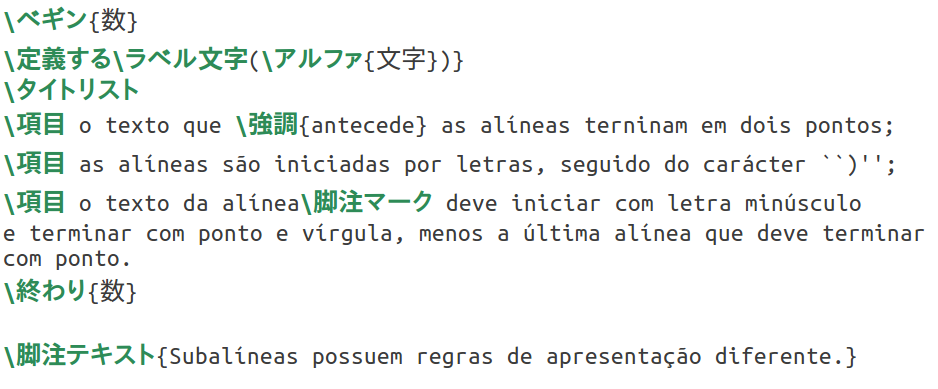 \ベギン{数}
\定義する\ラベル文字(\アルファ{文字})}
\タイトリスト
\項目 o texto que \強調{antecede} as alíneas terninam em dois pontos;
\項目 as alíneas são iniciadas por letras, seguido do carácter ``)'';
\項目 o texto da alínea\脚注マーク deve iniciar com letra minúsculo
e terminar com ponto e vírgula, menos a última alínea que deve terminar
com ponto.
\終わり{数}
\脚注テキスト{Subalíneas possuem regras de apresentação diferente.}